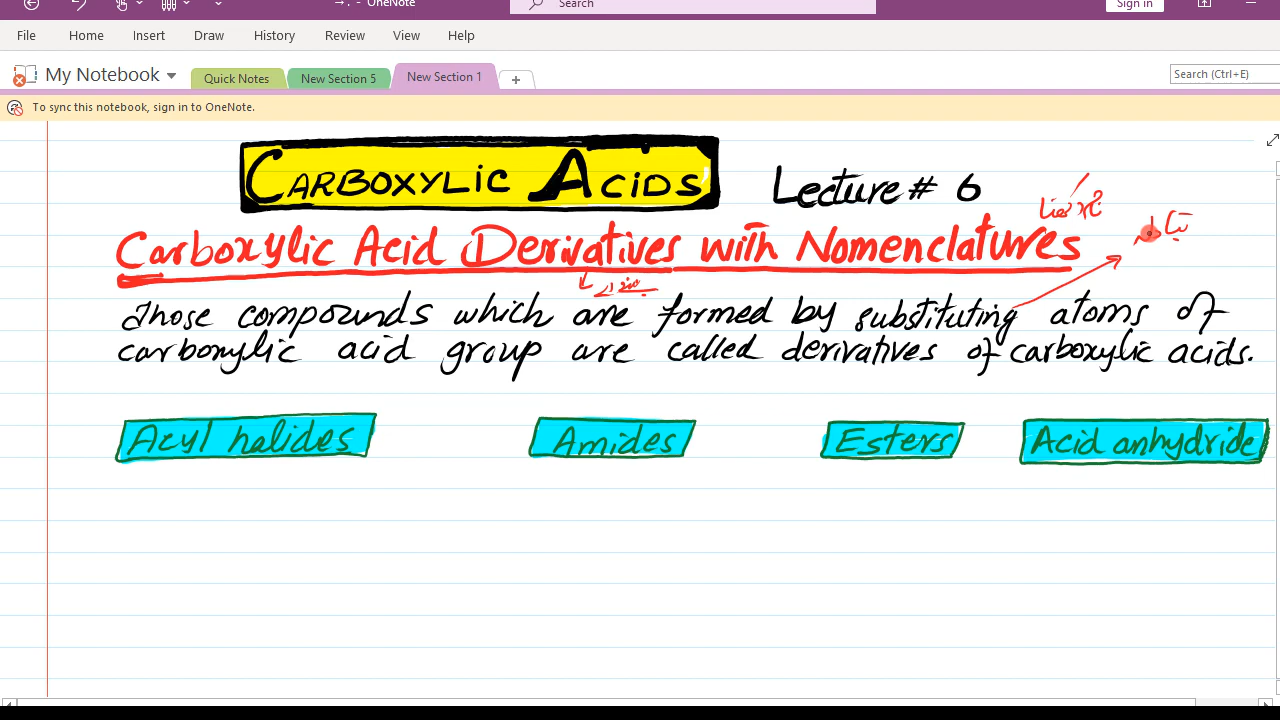 →. - OneNote
Search
Sign in
File Home Insert Draw History Review View Help
My Notebook
Quick Notes
New Section 5
New Section 1
Search (Ctrl+E)
To sync this notebook, sign in to OneNote.
CARBOXYLIC ACIDS
Lecture # 6
Carboxylic Acid Derivatives with Nomenclatures
Those compounds which are formed by substituting atoms of
carboxylic acid group are called derivatives of carboxylic acids.
Acyl halides
Amides
Esters
Acid anhydride